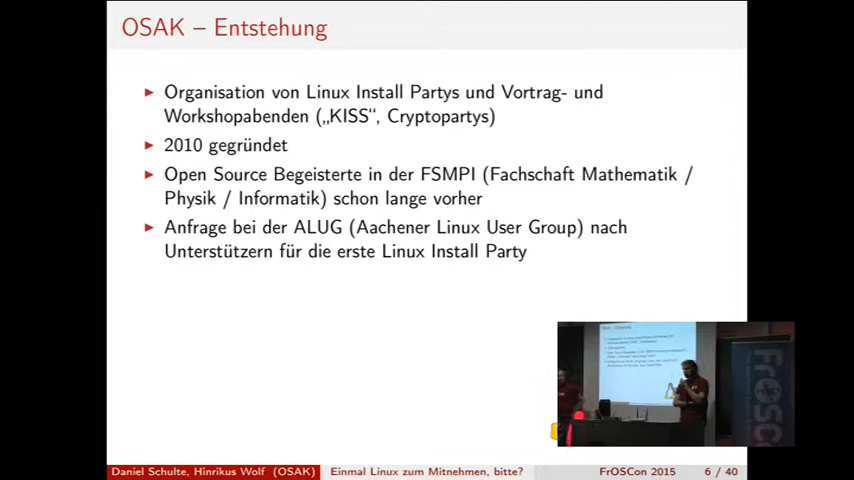 OSAK – Entstehung
Organisation von Linux Install Partys und Vortrag- und
Workshopabenden („KISS“, Cryptopartys)
2010 gegründet
Open Source Begeisterte in der FSMPI (Fachschaft Mathematik /
Physik / Informatik) schon lange vorher
Anfrage bei der ALUG (Aachener Linux User Group) nach
Unterstützern für die erste Linux Install Party
FrOSCo
Daniel Schulte, Hinrikus Wolf (OSAK) Einmal Linux zum Mitnehmen, bitte? FrOSCon 2015 6 / 40